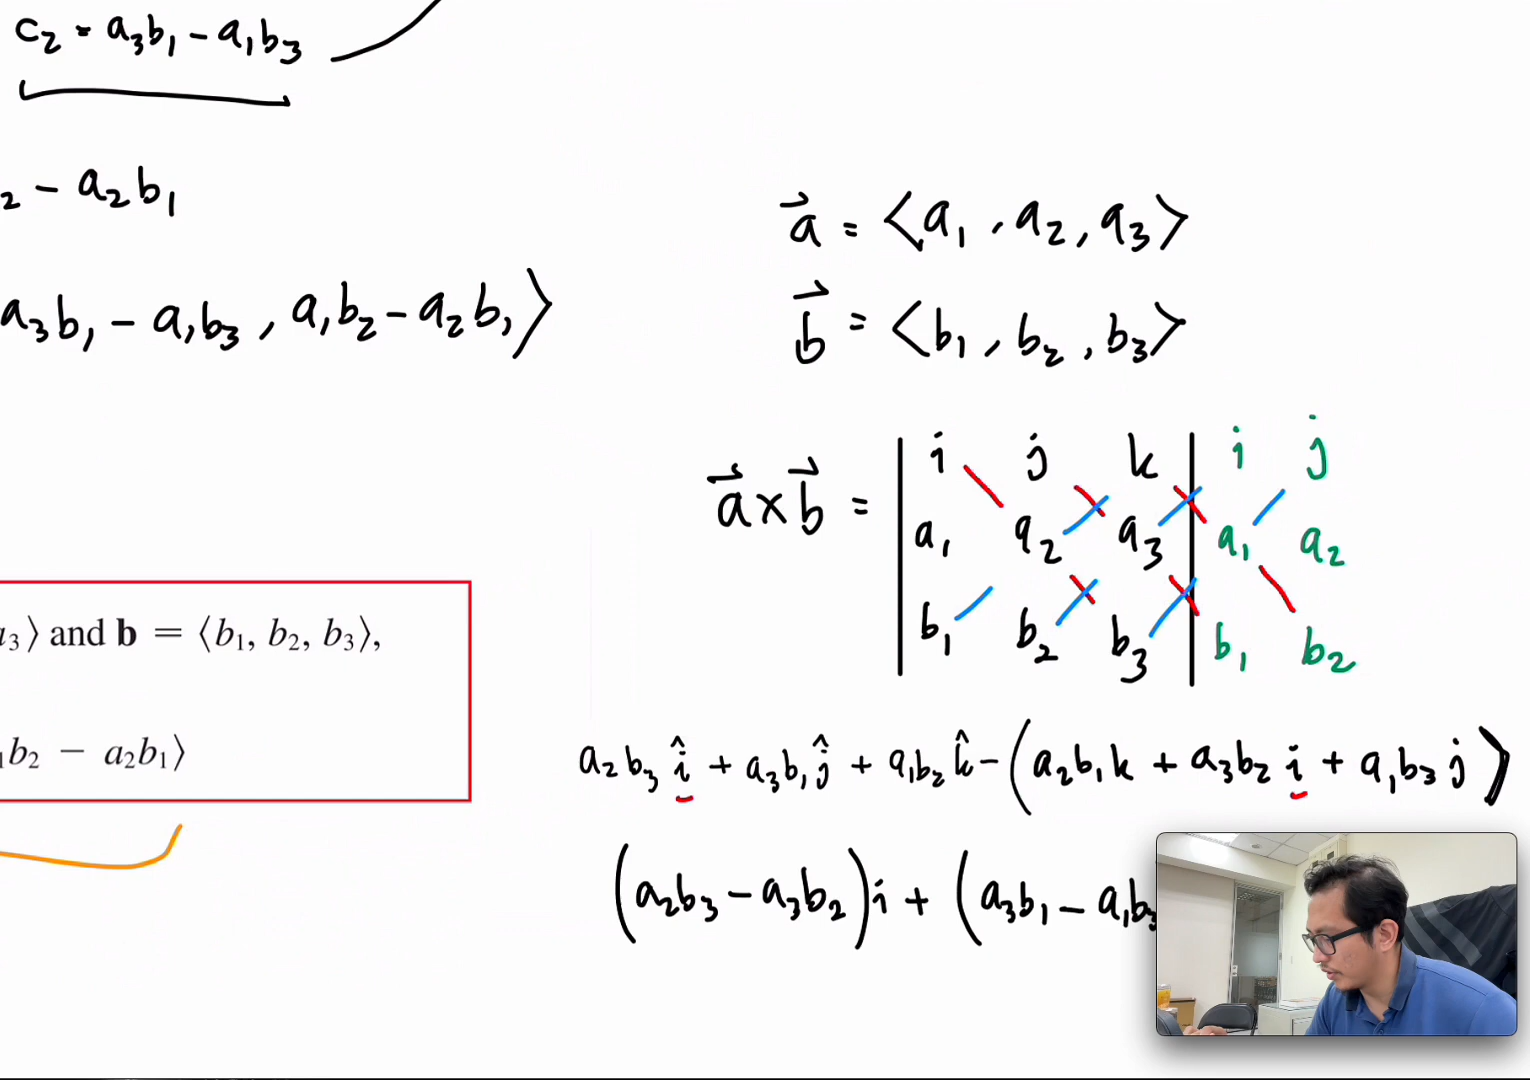 c₂ = a₃b₁ - a₁b₃
₂ - a₂b₁
a₃b₁ - a₁b₃ , a₁b₂ - a₂b₁⟩
₃⟩ and b = ⟨b₁, b₂, b₃⟩,
₁b₂ − a₂b₁⟩
a⃗ = ⟨a₁, a₂, a₃⟩
b⃗ = ⟨b₁, b₂, b₃⟩
i j k | i j
a⃗ x b⃗ = | a₁ a₂ a₃ | a₁ a₂
b₁ b₂ b₃ | b₁ b₂
a₂b₃ î + a₃b₁ ĵ + a₁b₂ k̂ - (a₂b₁k + a₃b₂ i + a₁b₃ j)
(a₂b₃ - a₃b₂)i + (a₃b₁ - a₁b₃